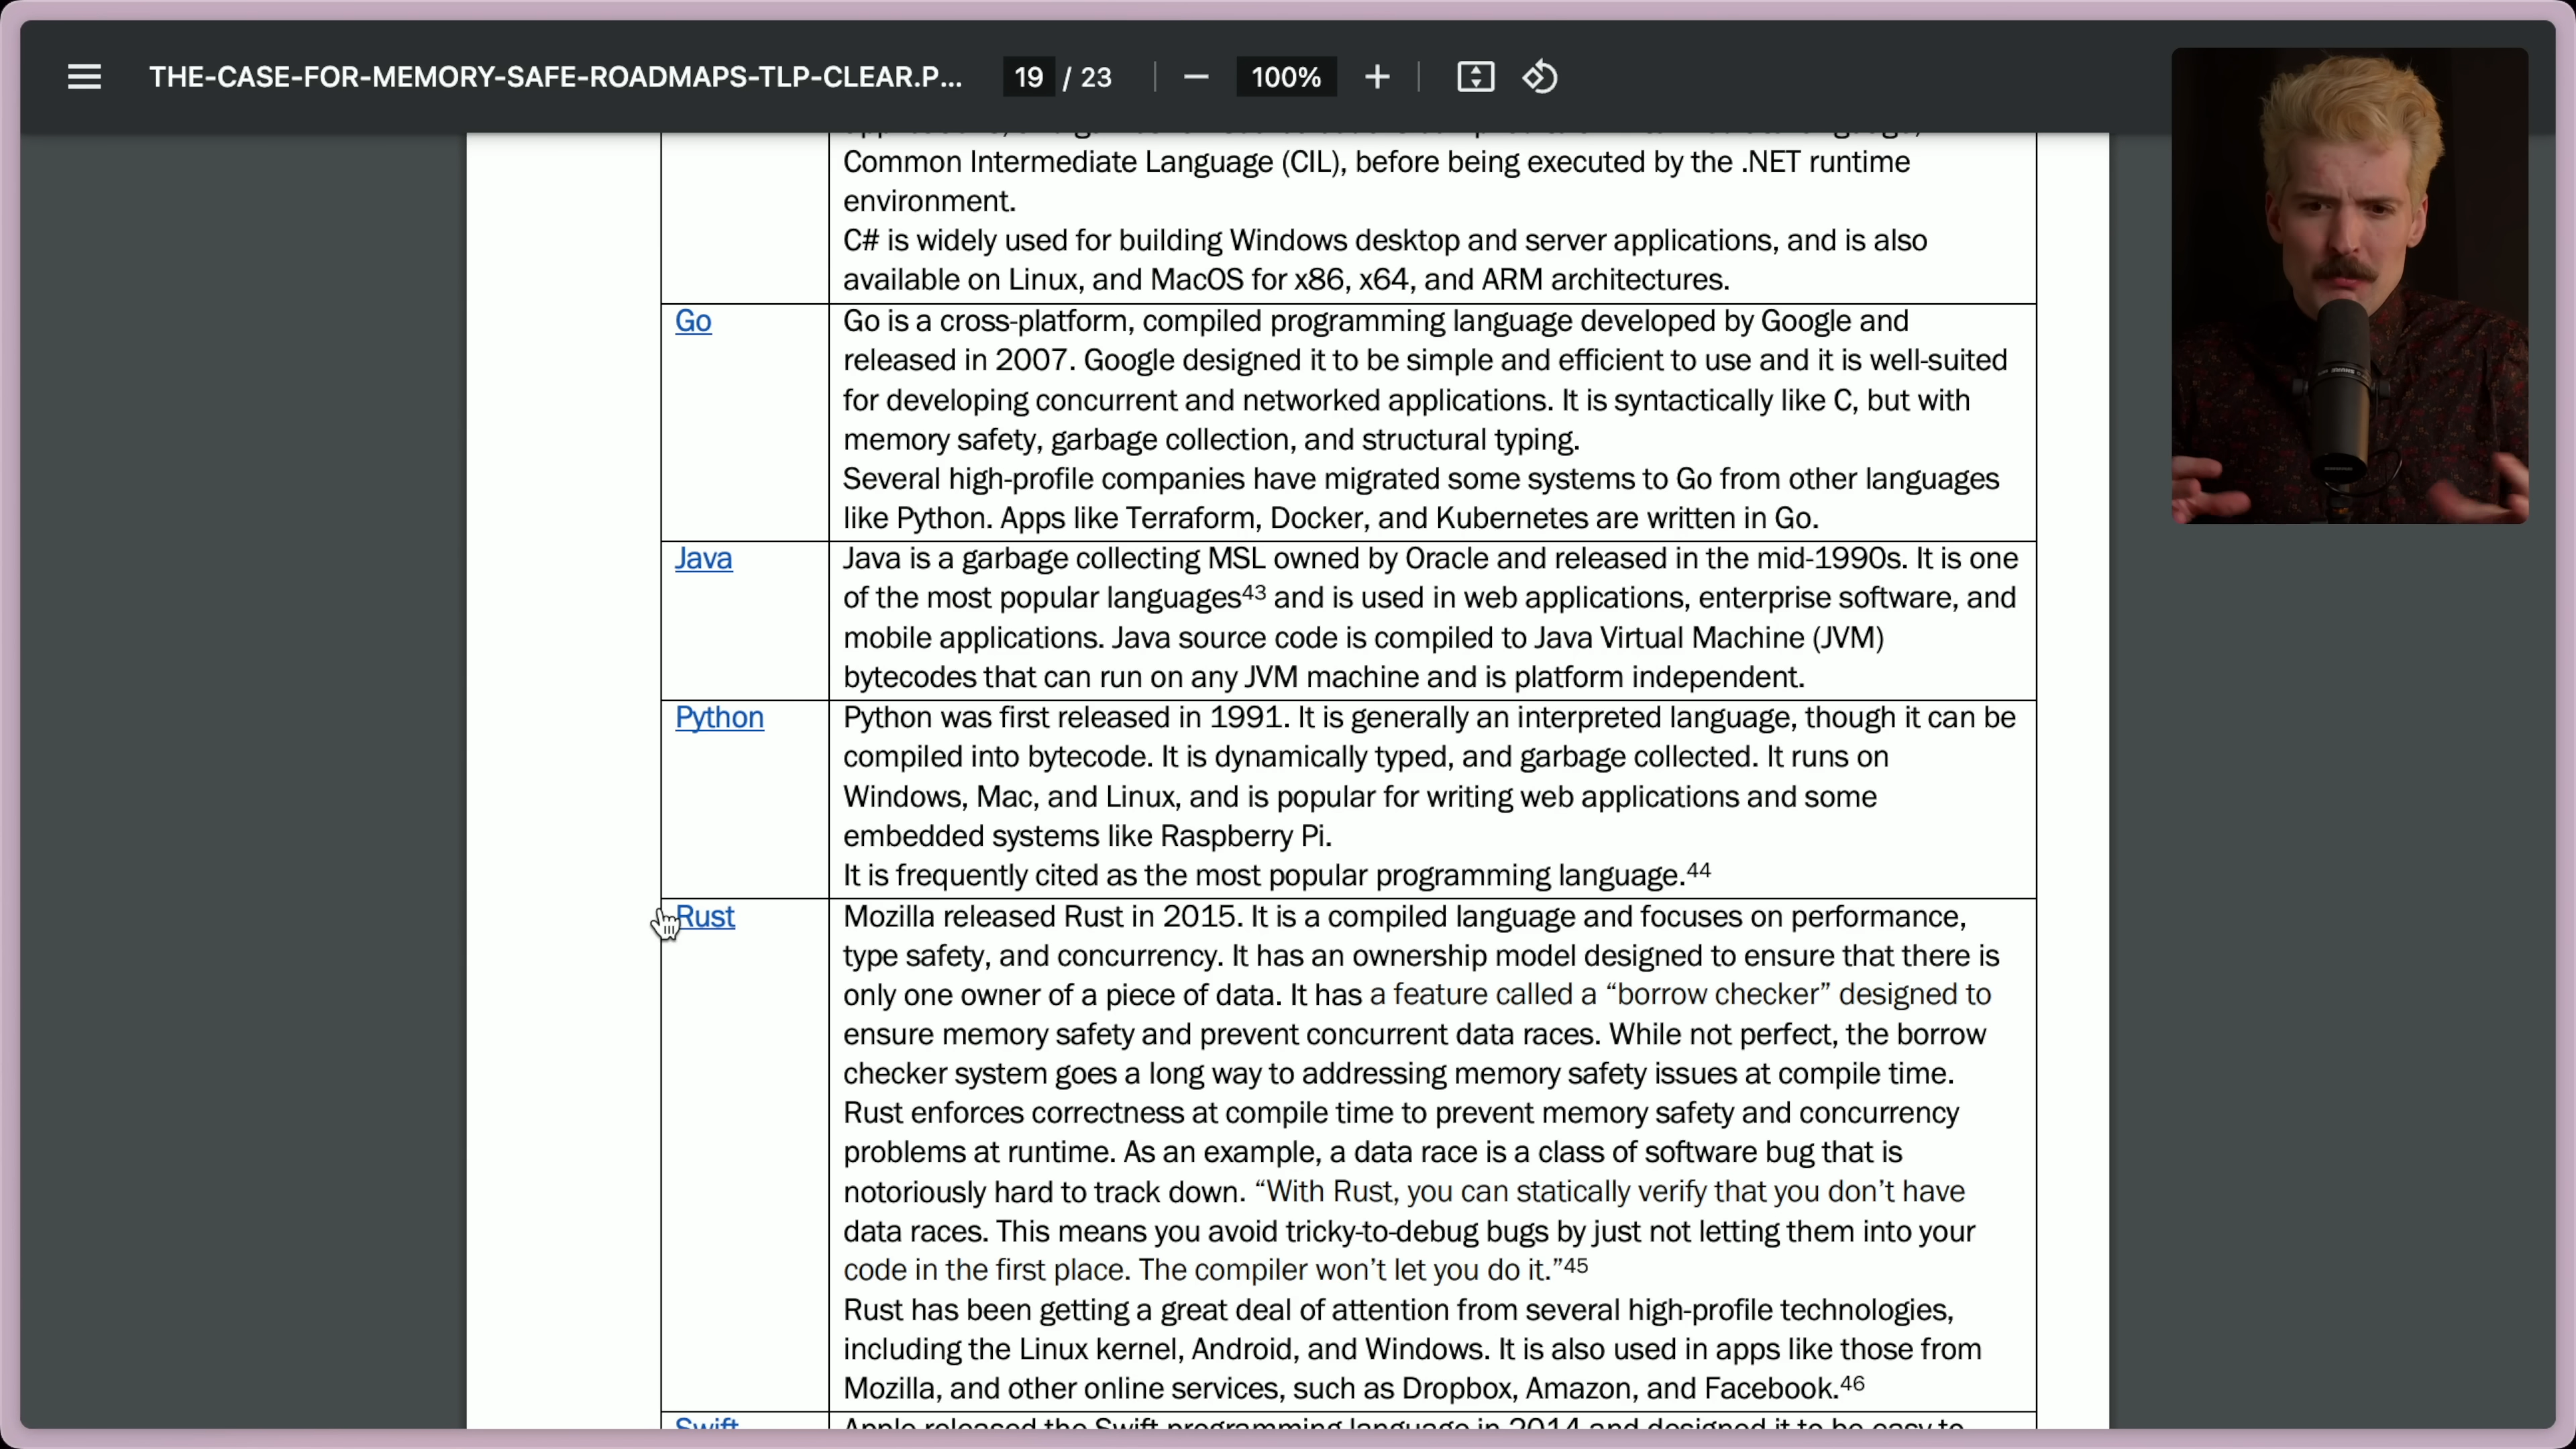 THE-CASE-FOR-MEMORY-SAFE-ROADMAPS-TLP-CLEAR.P... 19 / 23 100%
Common Intermediate Language (CIL), before being executed by the .NET runtime
environment.
C# is widely used for building Windows desktop and server applications, and is also
available on Linux, and MacOS for x86, x64, and ARM architectures.
Go
Go is a cross-platform, compiled programming language developed by Google and
released in 2007. Google designed it to be simple and efficient to use and it is well-suited
for developing concurrent and networked applications. It is syntactically like C, but with
memory safety, garbage collection, and structural typing.
Several high-profile companies have migrated some systems to Go from other languages
like Python. Apps like Terraform, Docker, and Kubernetes are written in Go.
Java
Java is a garbage collecting MSL owned by Oracle and released in the mid-1990s. It is one
of the most popular languages43 and is used in web applications, enterprise software, and
mobile applications. Java source code is compiled to Java Virtual Machine (JVM)
bytecodes that can run on any JVM machine and is platform independent.
Python
Python was first released in 1991. It is generally an interpreted language, though it can be
compiled into bytecode. It is dynamically typed, and garbage collected. It runs on
Windows, Mac, and Linux, and is popular for writing web applications and some
embedded systems like Raspberry Pi.
It is frequently cited as the most popular programming language.44
Rust
Mozilla released Rust in 2015. It is a compiled language and focuses on performance,
type safety, and concurrency. It has an ownership model designed to ensure that there is
only one owner of a piece of data. It has a feature called a “borrow checker” designed to
ensure memory safety and prevent concurrent data races. While not perfect, the borrow
checker system goes a long way to addressing memory safety issues at compile time.
Rust enforces correctness at compile time to prevent memory safety and concurrency
problems at runtime. As an example, a data race is a class of software bug that is
notoriously hard to track down. “With Rust, you can statically verify that you don’t have
data races. This means you avoid tricky-to-debug bugs by just not letting them into your
code in the first place. The compiler won’t let you do it.”45
Rust has been getting a great deal of attention from several high-profile technologies,
including the Linux kernel, Android, and Windows. It is also used in apps like those from
Mozilla, and other online services, such as Dropbox, Amazon, and Facebook.46
Swift
Apple released the Swift programming language in 2014 and designed it to be easy to